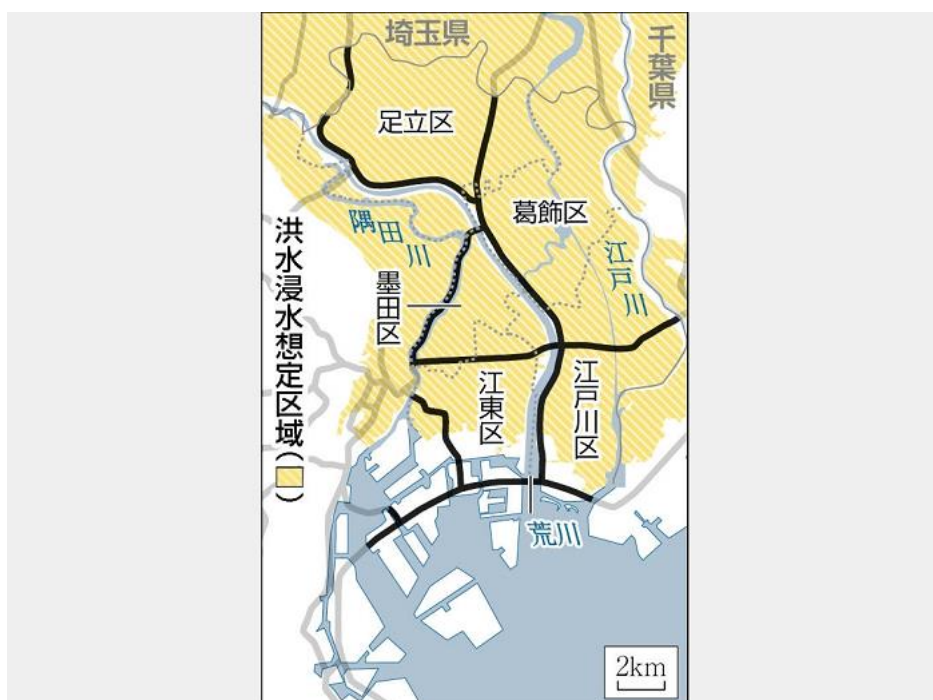 埼玉県
千葉県
足立区
葛飾区
隅田川
江戸川
墨田区
洪水浸水想定区域( )
江東区
江戸川区
荒川
2km